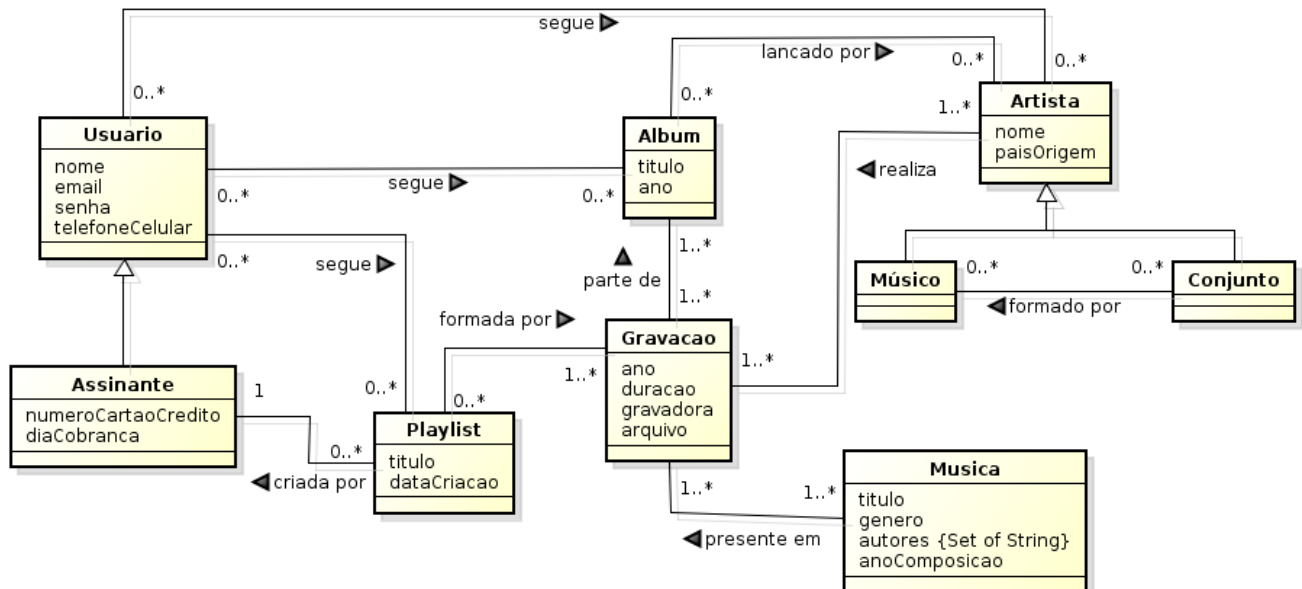 segue
lancado por
0..*
0..*
0..*
0..*
1..*
Usuario
nome
email
senha
telefoneCelular
Album
titulo
ano
Artista
nome
paisOrigem
segue
0..*
0..*
realiza
0..*
segue
1..*
parte de
1..*
Músico
0..*
0..*
Conjunto
formado por
formada por
1..*
0..*
Gravacao
ano
duracao
gravadora
arquivo
1..*
Assinante
numeroCartaoCredito
diaCobranca
1
0..*
0..*
criada por
Playlist
titulo
dataCriacao
1..*
1..*
presente em
Musica
titulo
genero
autores {Set of String}
anoComposicao